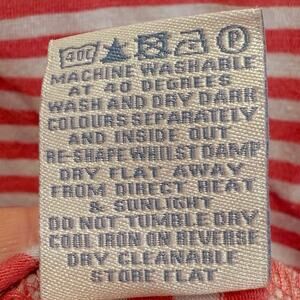 40C P
MACHINE WASHABLE
AT 40 DEGREES
WASH AND DRY DARK
COLOURS SEPARATELY
AND INSIDE OUT
RE-SHAPE WHILST DAMP
DRY FLAT AWAY
FROM DIRECT HEAT
& SUNLIGHT
DO NOT TUMBLE DRY
COOL IRON ON REVERSE
DRY CLEANABLE
STORE FLAT